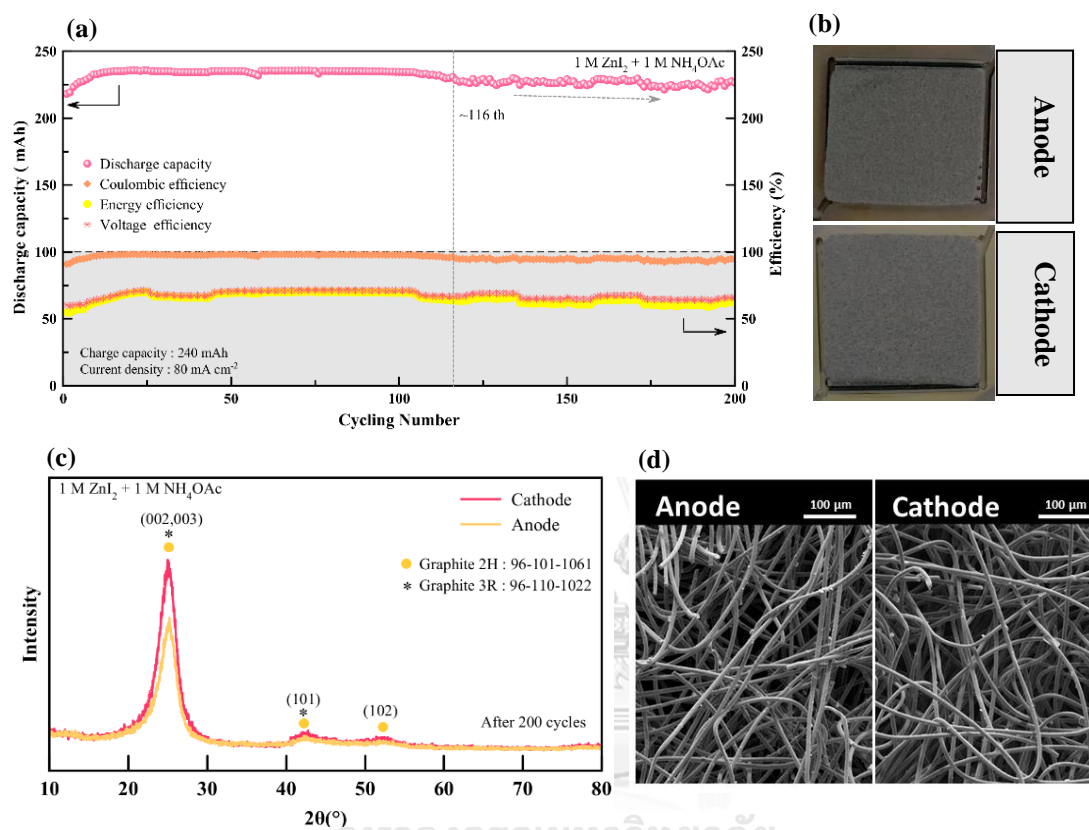 (a)
250
200
150
100
50
0
Discharge capacity ( mAh)
1 M ZnI₂ + 1 M NH₄OAc
~116 th
Discharge capacity
Coulombic efficiency
Energy efficiency
Voltage efficiency
Charge capacity : 240 mAh
Current density : 80 mA cm⁻²
250
200
150
100
50
0
Efficiency (%)
0 50 100 150 200
Cycling Number
(b)
Anode
Cathode
(c)
1 M ZnI₂ + 1 M NH₄OAc
Cathode
Anode
(002,003)
*
Graphite 2H : 96-101-1061
* Graphite 3R : 96-110-1022
(101)
*
(102)
After 200 cycles
Intensity
10 20 30 40 50 60 70 80
2θ(°)
(d)
Anode 100 µm
Cathode 100 µm